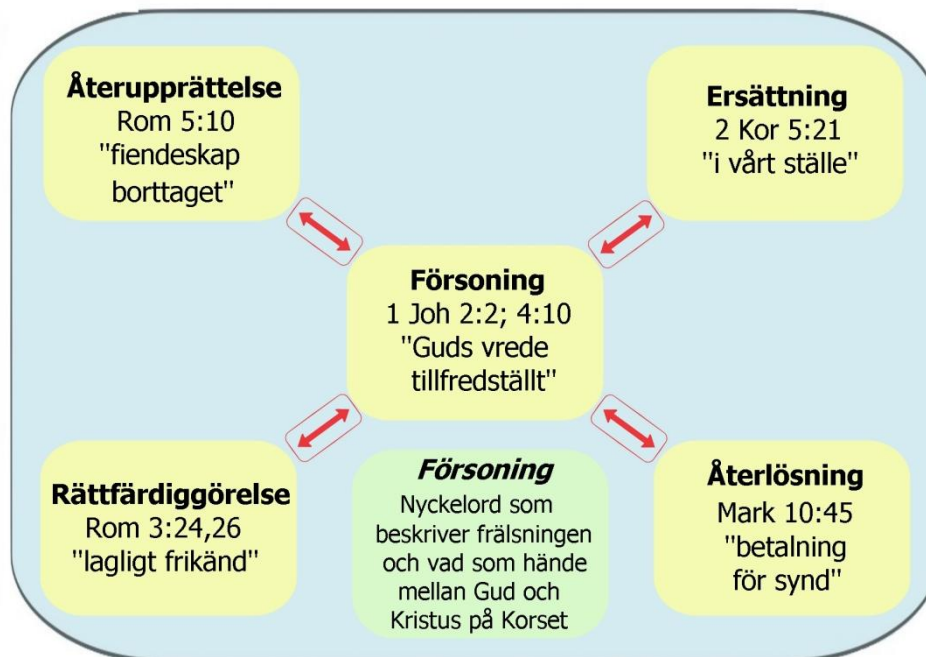 Återupprättelse
Rom 5:10
"fiendeskap
borttaget"
Ersättning
2 Kor 5:21
"i vårt ställe"
Försoning
1 Joh 2:2; 4:10
"Guds vrede
tillfredställt"
Rättfärdiggörelse
Rom 3:24,26
"lagligt frikänd"
Försoning
Nyckelord som
beskriver frälsningen
och vad som hände
mellan Gud och
Kristus på Korset
Återlösning
Mark 10:45
"betalning
för synd"